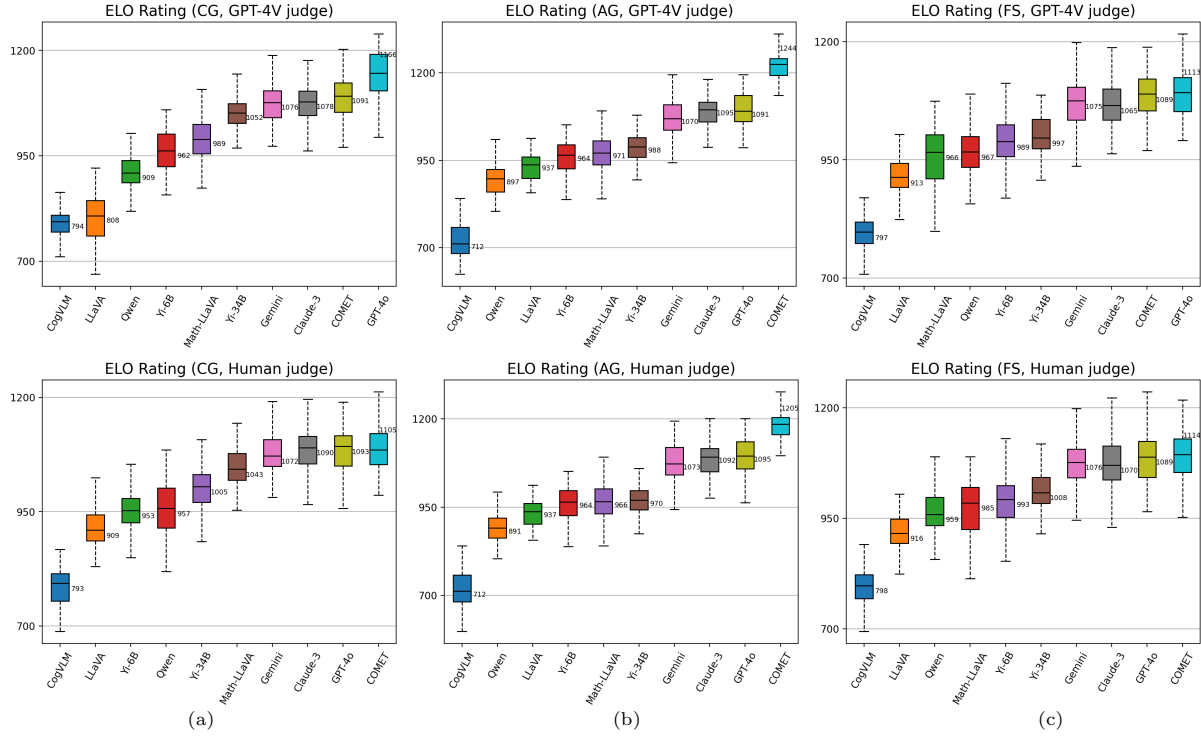 ELO Rating (CG, GPT-4V judge)
1200
950
700
794
808
909
962
989
1052
1076
1078
1091
1166
CogVLM
LLaVA
Qwen
Yi-6B
Math-LLaVA
Yi-34B
Gemini
Claude-3
COMET
GPT-4o
ELO Rating (AG, GPT-4V judge)
1200
950
700
712
897
937
964
971
988
1070
1095
1091
1244
CogVLM
Qwen
LLaVA
Yi-6B
Math-LLaVA
Yi-34B
Gemini
Claude-3
GPT-4o
COMET
ELO Rating (FS, GPT-4V judge)
1200
950
700
797
913
966
967
989
997
1075
1065
1089
1113
CogVLM
LLaVA
Math-LLaVA
Qwen
Yi-6B
Yi-34B
Gemini
Claude-3
COMET
GPT-4o
ELO Rating (CG, Human judge)
1200
950
700
793
909
953
957
1005
1043
1072
1090
1093
1105
CogVLM
LLaVA
Yi-6B
Qwen
Yi-34B
Math-LLaVA
Gemini
Claude-3
GPT-4o
COMET
(a)
ELO Rating (AG, Human judge)
1200
950
700
712
891
937
964
966
970
1073
1092
1095
1205
CogVLM
Qwen
LLaVA
Yi-6B
Math-LLaVA
Yi-34B
Gemini
Claude-3
GPT-4o
COMET
(b)
ELO Rating (FS, Human judge)
1200
950
700
798
916
959
985
993
1008
1076
1070
1089
1114
CogVLM
LLaVA
Qwen
Math-LLaVA
Yi-6B
Yi-34B
Gemini
Claude-3
GPT-4o
COMET
(c)